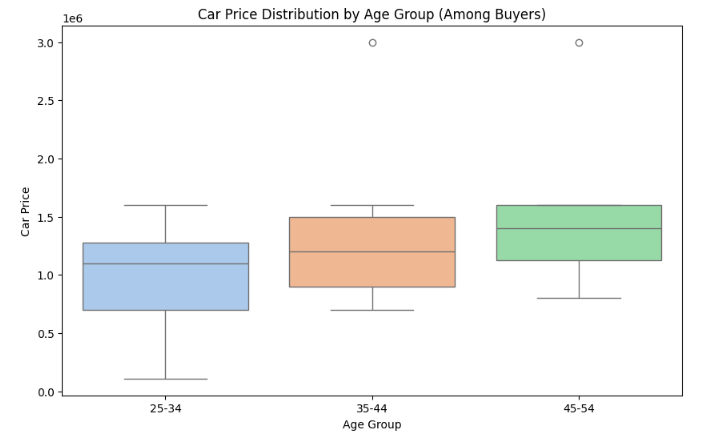 Car Price Distribution by Age Group (Among Buyers)
1e6
3.0
2.5
2.0
1.5
1.0
0.5
0.0
Car Price
25-34 35-44 45-54
Age Group